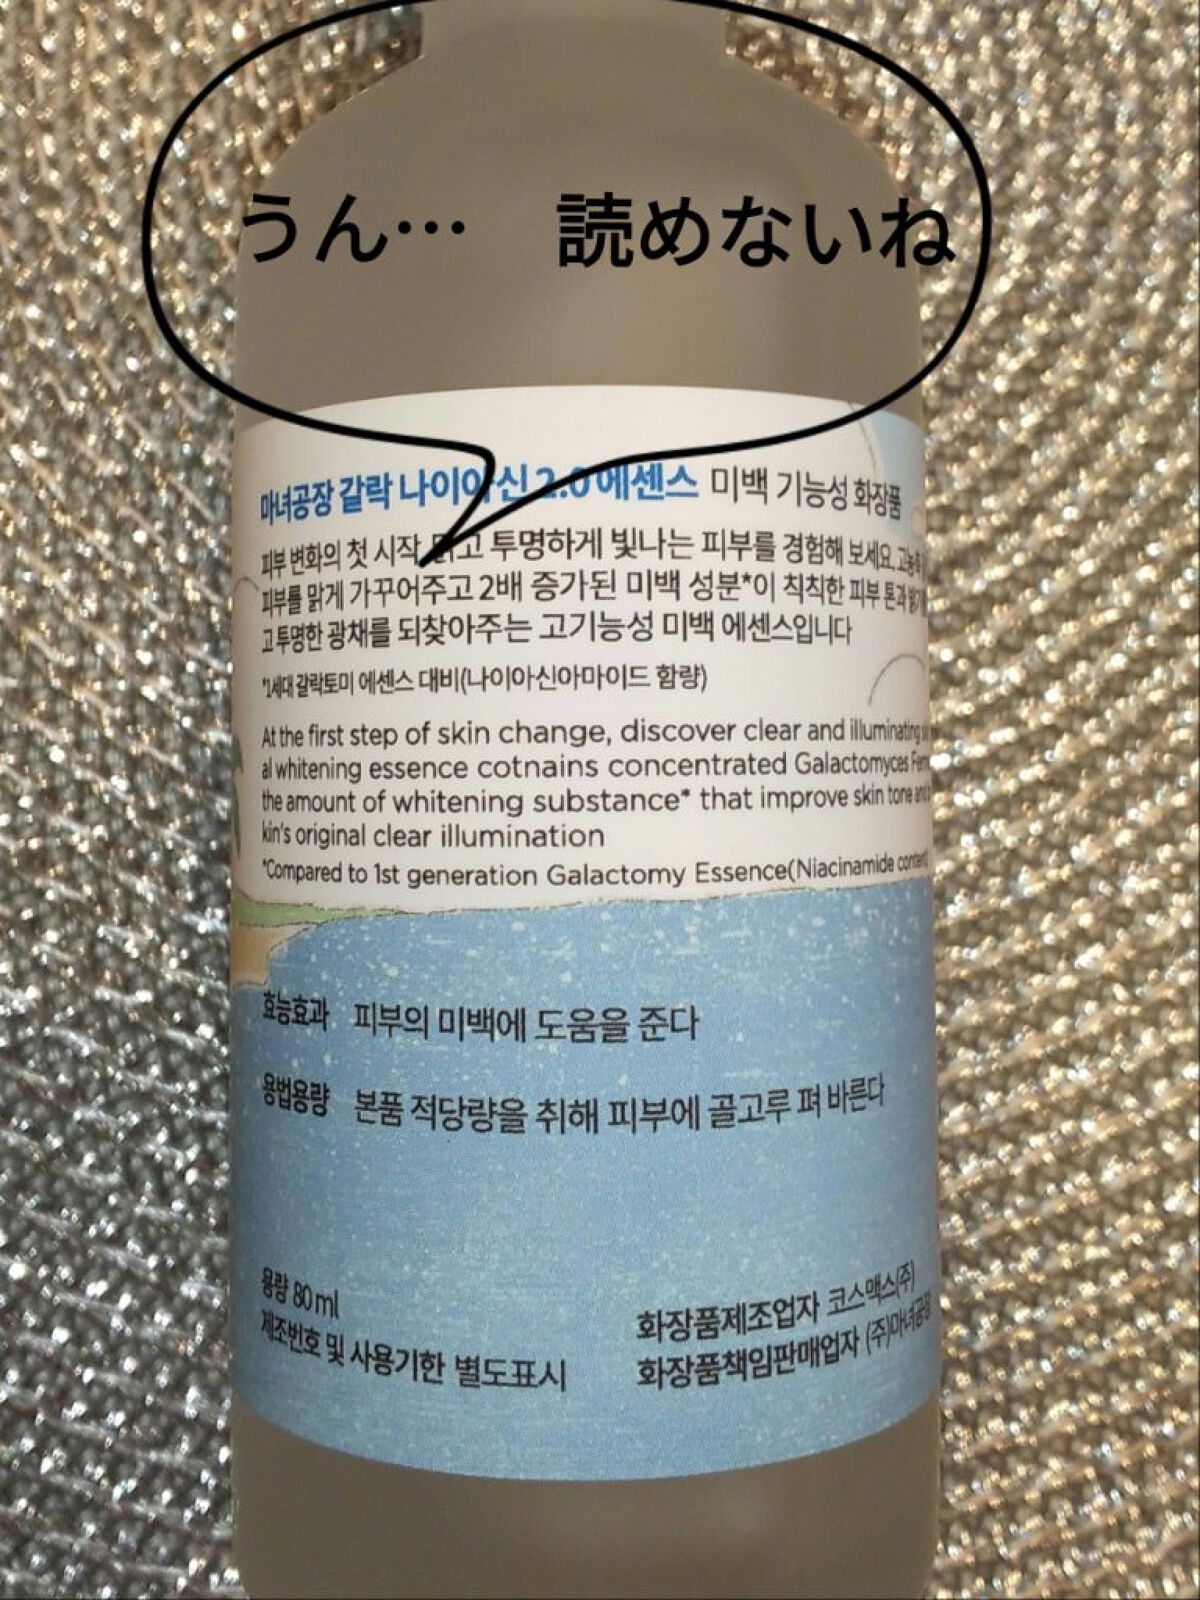 うん… 読めないね
마녀공장 갈락 나이아신 2.0 에센스 미백 기능성 화장품
피부 변화의 첫 시작 맑고 투명하게 빛나는 피부를 경험해 보세요. 고농축
피부를 맑게 가꾸어주고 2배 증가된 미백 성분*이 칙칙한 피부 톤과 밝기
고 투명한 광채를 되찾아주는 고기능성 미백 에센스입니다
*1세대 갈락토미 에센스 대비(나이아신아마이드 함량)
At the first step of skin change, discover clear and illuminating
al whitening essence cotnains concentrated Galactomyces
the amount of whitening substance* that improve skin tone and
kin's original clear illumination
*Compared to 1st generation Galactomy Essence(Niacinamide content)
효능효과 피부의 미백에 도움을 준다
용법용량 본품 적당량을 취해 피부에 골고루 펴 바른다
용량 80ml
제조번호 및 사용기한 별도표시
화장품제조업자 코스맥스(주)
화장품책임판매업자 (주)마녀공장